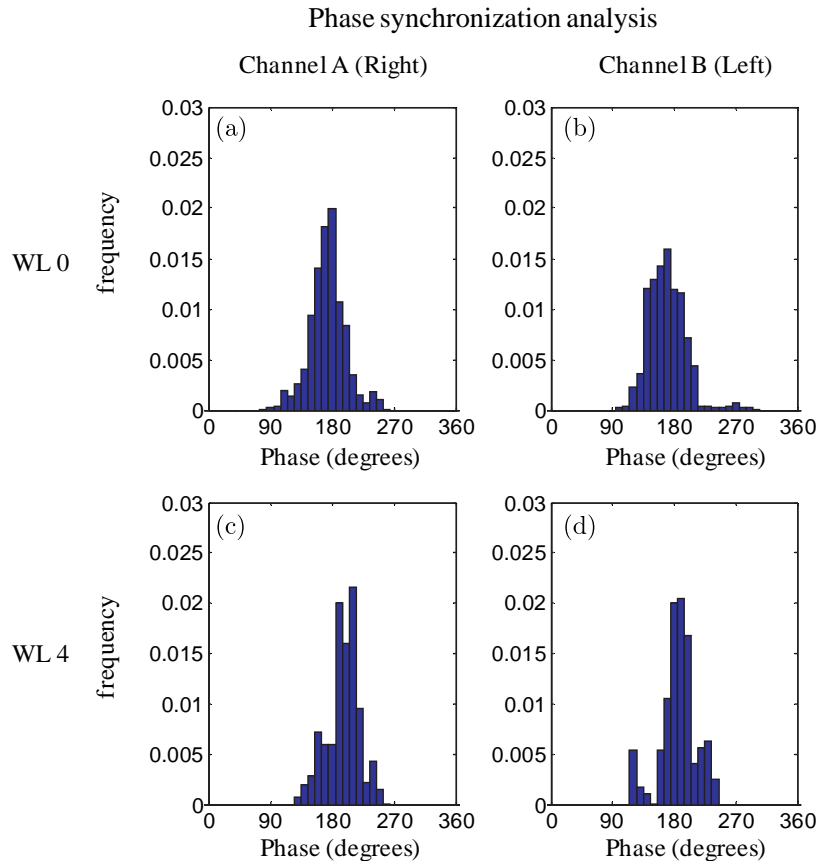 Phase synchronization analysis
Channel A (Right)
Channel B (Left)
WL 0
frequency
(a)
0.03
0.025
0.02
0.015
0.01
0.005
0
0 90 180 270 360
Phase (degrees)
(b)
0.03
0.025
0.02
0.015
0.01
0.005
0
0 90 180 270 360
Phase (degrees)
WL 4
frequency
(c)
0.03
0.025
0.02
0.015
0.01
0.005
0
0 90 180 270 360
Phase (degrees)
(d)
0.03
0.025
0.02
0.015
0.01
0.005
0
0 90 180 270 360
Phase (degrees)